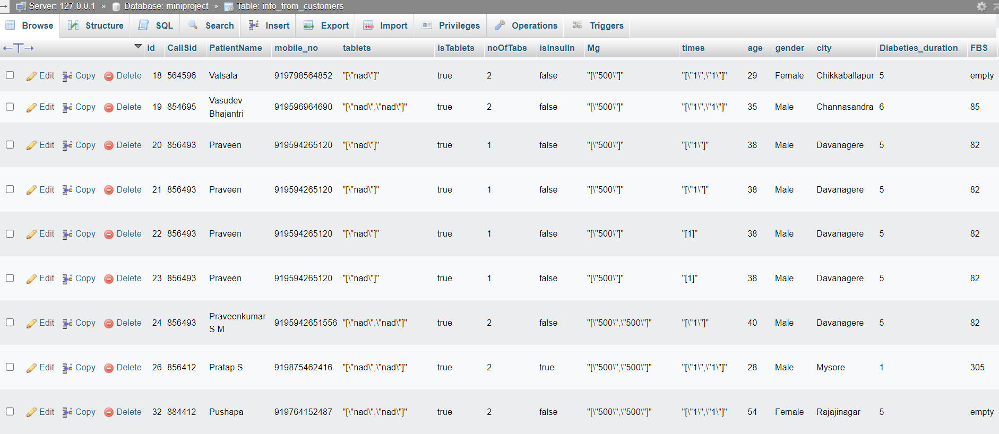 Server: 127.0.0.1 » Database: miniproject » Table: info_from_customers
Browse Structure SQL Search Insert Export Import Privileges Operations Triggers
←T→ id CallSid PatientName mobile_no tablets isTablets noOfTabs isInsulin Mg times age gender city Diabeties_duration FBS
Edit Copy Delete 18 564596 Vatsala 919798564852 "[\"nad\"]" true 2 false "[\"500\"]" "[\"1\",\"1\"]" 29 Female Chikkaballapur 5 empty
Edit Copy Delete 19 854695 Vasudev Bhajantri 919596964690 "[\"nad\",\"nad\"]" true 2 false "[\"500\"]" "[\"1\",\"1\"]" 35 Male Channasandra 6 85
Edit Copy Delete 20 856493 Praveen 919594265120 "[\"nad\"]" true 1 false "[\"500\"]" "[\"1\"]" 38 Male Davanagere 5 82
Edit Copy Delete 21 856493 Praveen 919594265120 "[\"nad\"]" true 1 false "[\"500\"]" "[\"1\"]" 38 Male Davanagere 5 82
Edit Copy Delete 22 856493 Praveen 919594265120 "[\"nad\"]" true 1 false "[\"500\"]" "[1]" 38 Male Davanagere 5 82
Edit Copy Delete 23 856493 Praveen 919594265120 "[\"nad\"]" true 1 false "[\"500\"]" "[1]" 38 Male Davanagere 5 82
Edit Copy Delete 24 856493 Praveenkumar S M 9195942651556 "[\"nad\",\"nad\"]" true 2 false "[\"500\",\"500\"]" "[\"1\"]" 40 Male Davanagere 5 82
Edit Copy Delete 26 856412 Pratap S 919875462416 "[\"nad\",\"nad\"]" true 2 true "[\"500\",\"500\"]" "[\"1\",\"1\"]" 28 Male Mysore 1 305
Edit Copy Delete 32 884412 Pushapa 919764152487 "[\"nad\",\"nad\"]" true 2 false "[\"500\",\"500\"]" "[\"1\",\"1\"]" 54 Female Rajajinagar 5 empty